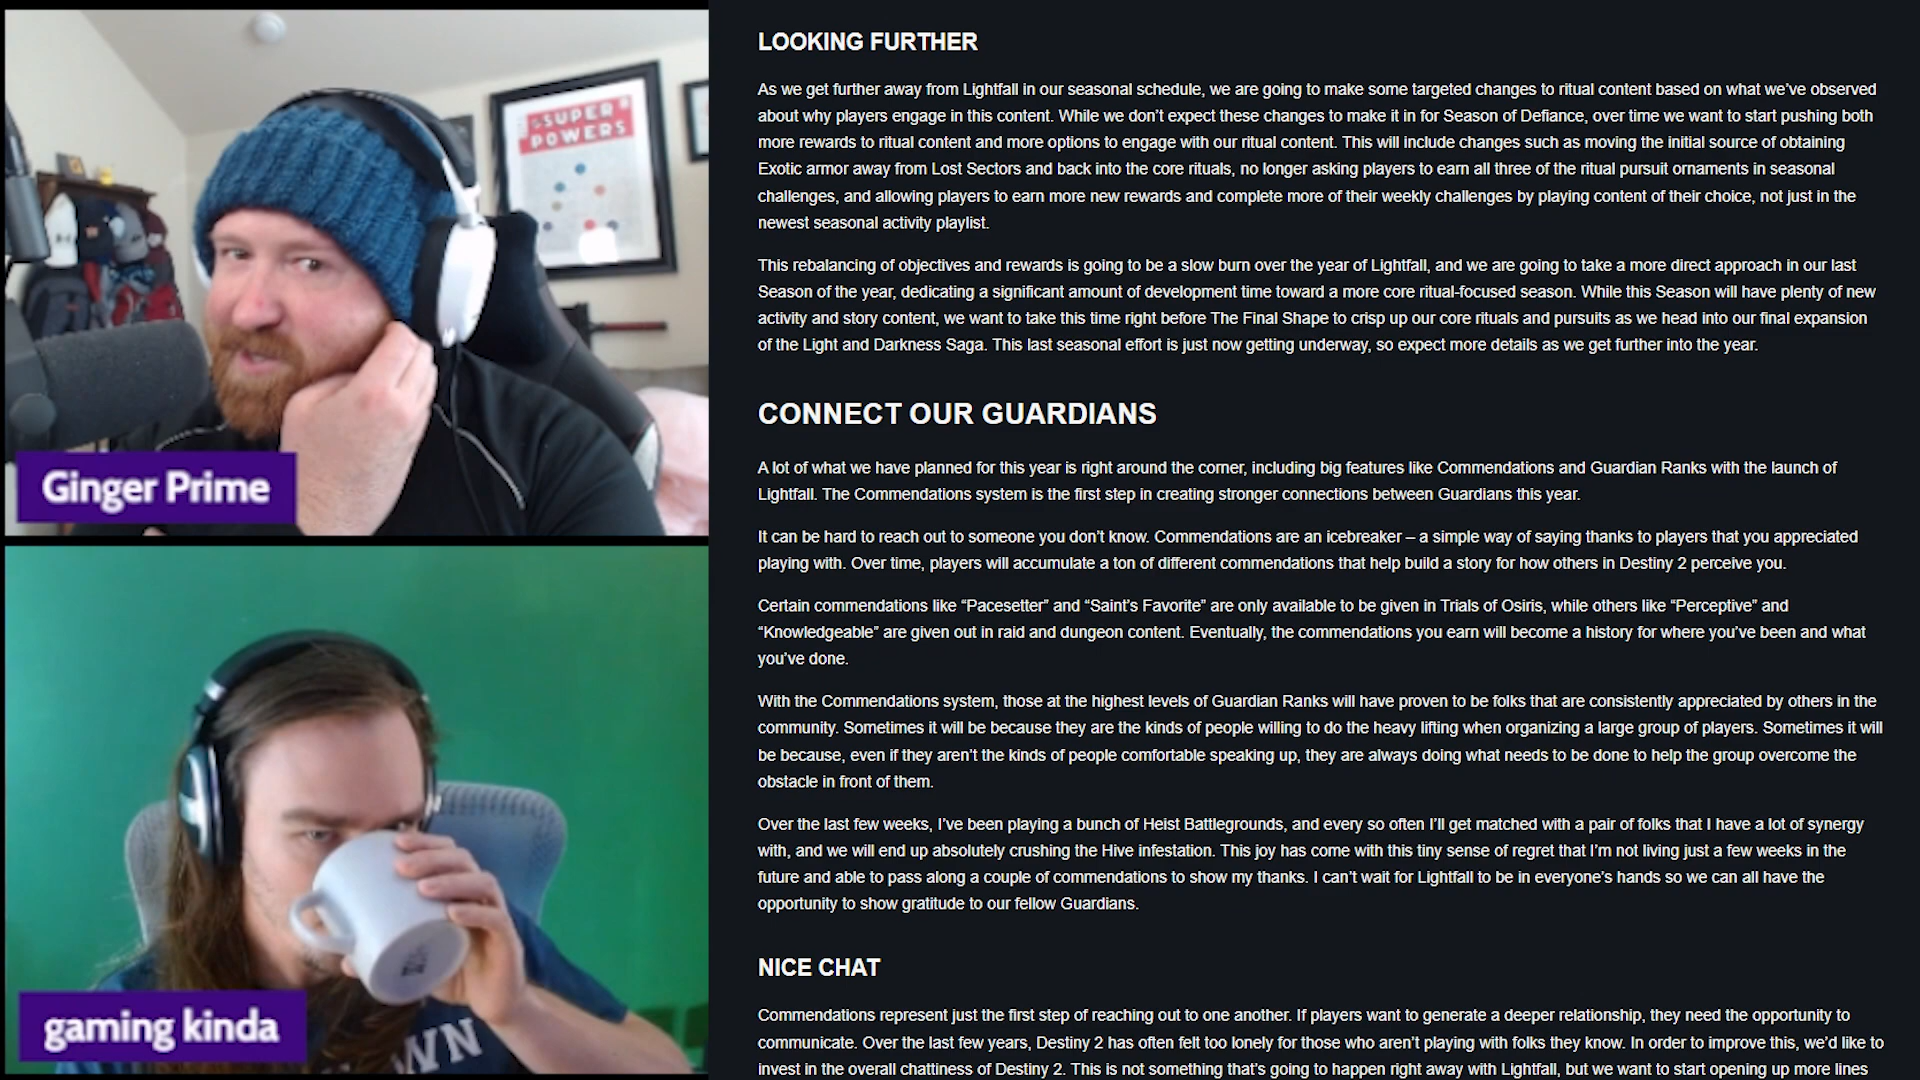 SUPER
POWERS
Ginger Prime
gaming kinda
WN
LOOKING FURTHER
As we get further away from Lightfall in our seasonal schedule, we are going to make some targeted changes to ritual content based on what we've observed
about why players engage in this content. While we don't expect these changes to make it in for Season of Defiance, over time we want to start pushing both
more rewards to ritual content and more options to engage with our ritual content. This will include changes such as moving the initial source of obtaining
Exotic armor away from Lost Sectors and back into the core rituals, no longer asking players to earn all three of the ritual pursuit ornaments in seasonal
challenges, and allowing players to earn more new rewards and complete more of their weekly challenges by playing content of their choice, not just in the
newest seasonal activity playlist.
This rebalancing of objectives and rewards is going to be a slow burn over the year of Lightfall, and we are going to take a more direct approach in our last
Season of the year, dedicating a significant amount of development time toward a more core ritual-focused season. While this Season will have plenty of new
activity and story content, we want to take this time right before The Final Shape to crisp up our core rituals and pursuits as we head into our final expansion
of the Light and Darkness Saga. This last seasonal effort is just now getting underway, so expect more details as we get further into the year.
CONNECT OUR GUARDIANS
A lot of what we have planned for this year is right around the corner, including big features like Commendations and Guardian Ranks with the launch of
Lightfall. The Commendations system is the first step in creating stronger connections between Guardians this year.
It can be hard to reach out to someone you don't know. Commendations are an icebreaker – a simple way of saying thanks to players that you appreciated
playing with. Over time, players will accumulate a ton of different commendations that help build a story for how others in Destiny 2 perceive you.
Certain commendations like “Pacesetter” and “Saint's Favorite” are only available to be given in Trials of Osiris, while others like “Perceptive” and
“Knowledgeable” are given out in raid and dungeon content. Eventually, the commendations you earn will become a history for where you've been and what
you've done.
With the Commendations system, those at the highest levels of Guardian Ranks will have proven to be folks that are consistently appreciated by others in the
community. Sometimes it will be because they are the kinds of people willing to do the heavy lifting when organizing a large group of players. Sometimes it will
be because, even if they aren't the kinds of people comfortable speaking up, they are always doing what needs to be done to help the group overcome the
obstacle in front of them.
Over the last few weeks, I've been playing a bunch of Heist Battlegrounds, and every so often I'll get matched with a pair of folks that I have a lot of synergy
with, and we will end up absolutely crushing the Hive infestation. This joy has come with this tiny sense of regret that I'm not living just a few weeks in the
future and able to pass along a couple of commendations to show my thanks. I can't wait for Lightfall to be in everyone's hands so we can all have the
opportunity to show gratitude to our fellow Guardians.
NICE CHAT
Commendations represent just the first step of reaching out to one another. If players want to generate a deeper relationship, they need the opportunity to
communicate. Over the last few years, Destiny 2 has often felt too lonely for those who aren't playing with folks they know. In order to improve this, we'd like to
invest in the overall chattiness of Destiny 2. This is not something that's going to happen right away with Lightfall, but we want to start opening up more lines